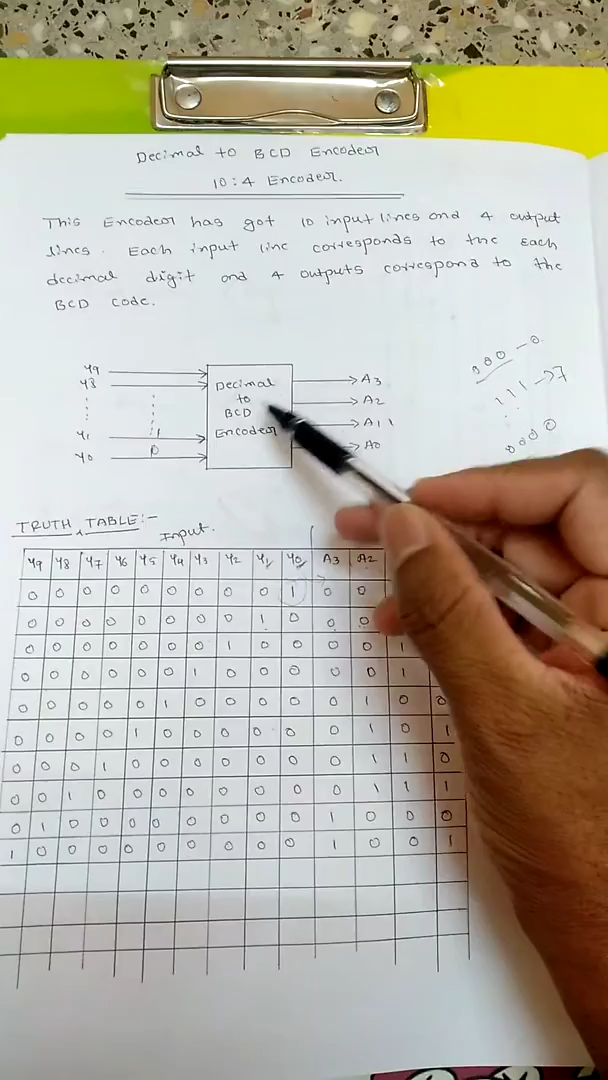 Decimal to BCD Encoder
10:4 Encoder.
This Encoder has got 10 input lines and 4 output
lines. Each input line corresponds to the each
decimal digit and 4 outputs correspond to the
BCD code.
Y9
Y8
Y1 1
Y0 0
Decimal
to
BCD
Encoder
A3
A2
A1 1
A0
000-0
111→7
0000
TRUTH TABLE:-
Input.
Y9 Y8 Y7 Y6 Y5 Y4 Y3 Y2 Y1 Y0 A3 A2
0 0 0 0 0 0 0 0 0 1 0 0
0 0 0 0 0 0 0 0 1 0 0 0
0 0 0 0 0 0 0 1 0 0 0 0 1
0 0 0 0 0 0 1 0 0 0 0 0 1
0 0 0 0 0 1 0 0 0 0 0 1 0 0
0 0 0 0 1 0 0 0 0 0 0 1 0 1
0 0 0 1 0 0 0 0 0 0 0 1 1 0
0 0 1 0 0 0 0 0 0 0 0 1 1 1
0 1 0 0 0 0 0 0 0 0 1 0 0 0
1 0 0 0 0 0 0 0 0 0 1 0 0 1